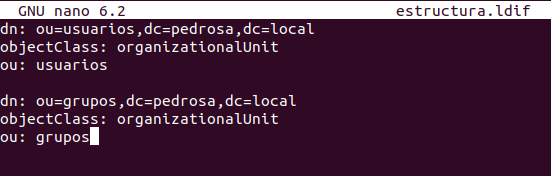 GNU nano 6.2 estructura.ldif
dn: ou=usuarios,dc=pedrosa,dc=local
objectClass: organizationalUnit
ou: usuarios

dn: ou=grupos,dc=pedrosa,dc=local
objectClass: organizationalUnit
ou: grupos